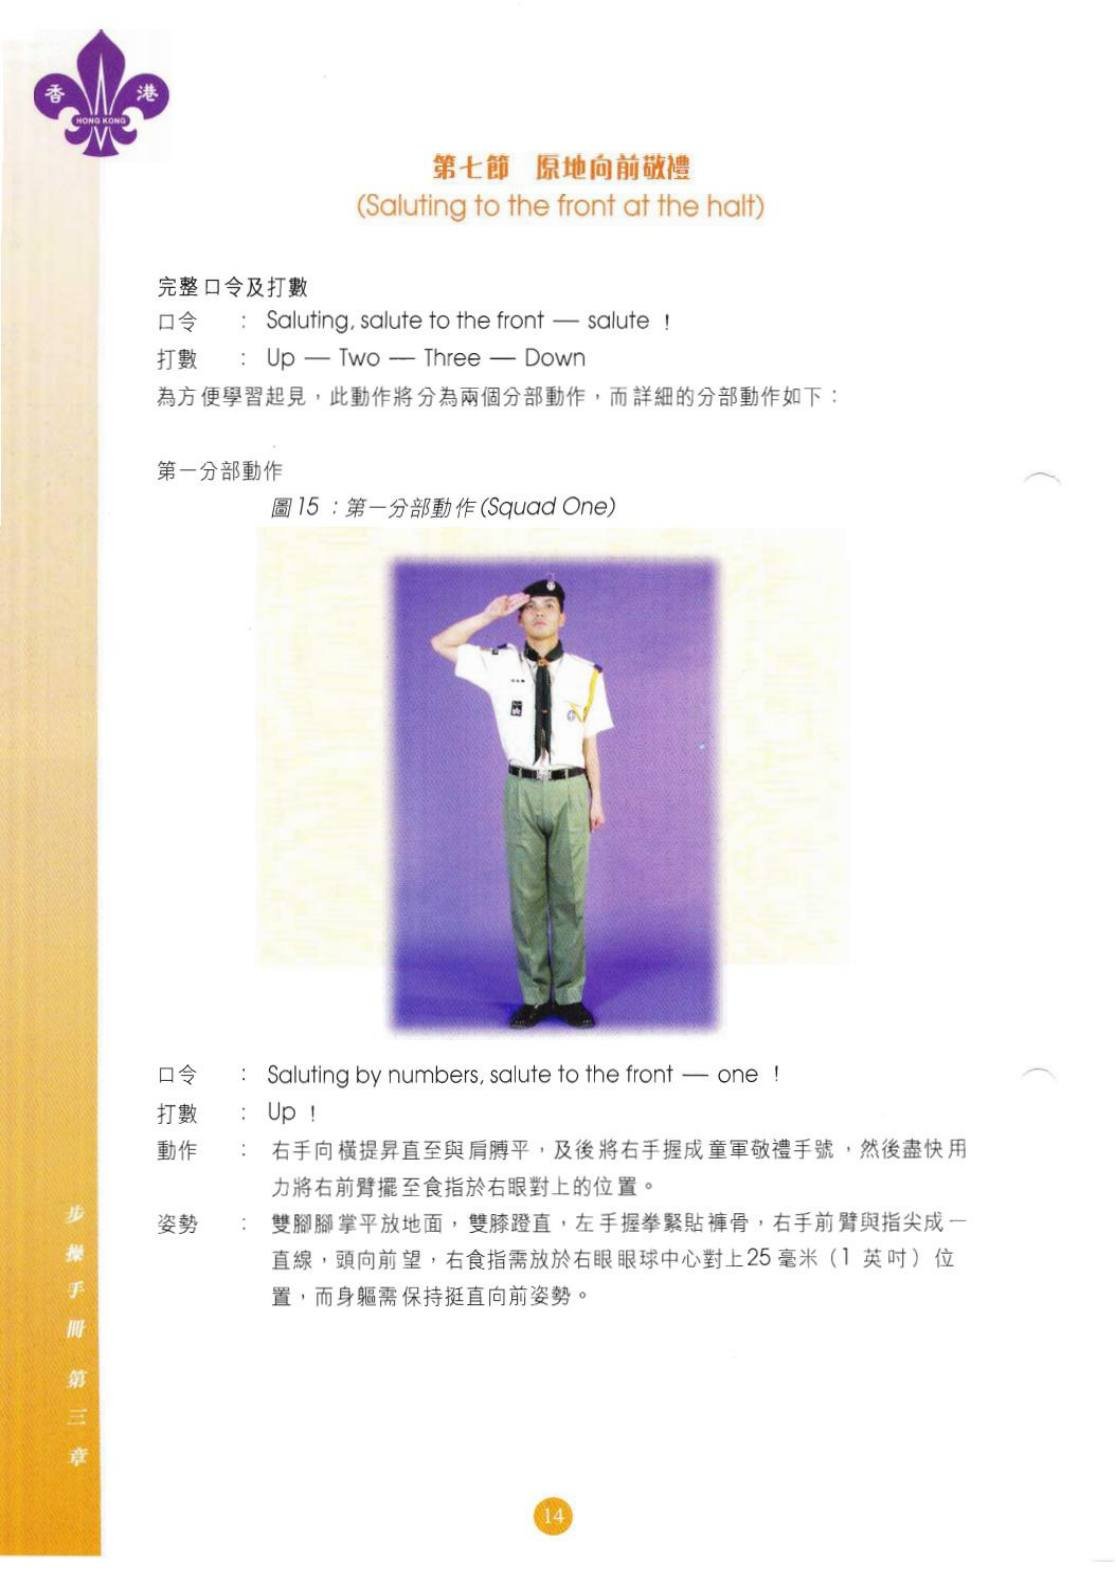 香 港
HONG KONG
第七節 原地向前敬禮
(Saluting to the front at the halt)
完整口令及打數
口令 : Saluting, salute to the front — salute !
打數 : Up — Two — Three — Down
為方便學習起見，此動作將分為兩個分部動作，而詳細的分部動作如下：
第一分部動作
圖15：第一分部動作(Squad One)
口令 : Saluting by numbers, salute to the front — one !
打數 : Up !
動作 : 右手向橫提昇直至與肩膊平，及後將右手握成童軍敬禮手號，然後盡快用
力將右前臂擺至食指於右眼對上的位置。
姿勢 : 雙腳腳掌平放地面，雙膝蹬直，左手握拳緊貼褲骨，右手前臂與指尖成一
直線，頭向前望，右食指需放於右眼眼球中心對上25毫米（1 英吋）位
置，而身軀需保持挺直向前姿勢。
步操手冊 第三章
14